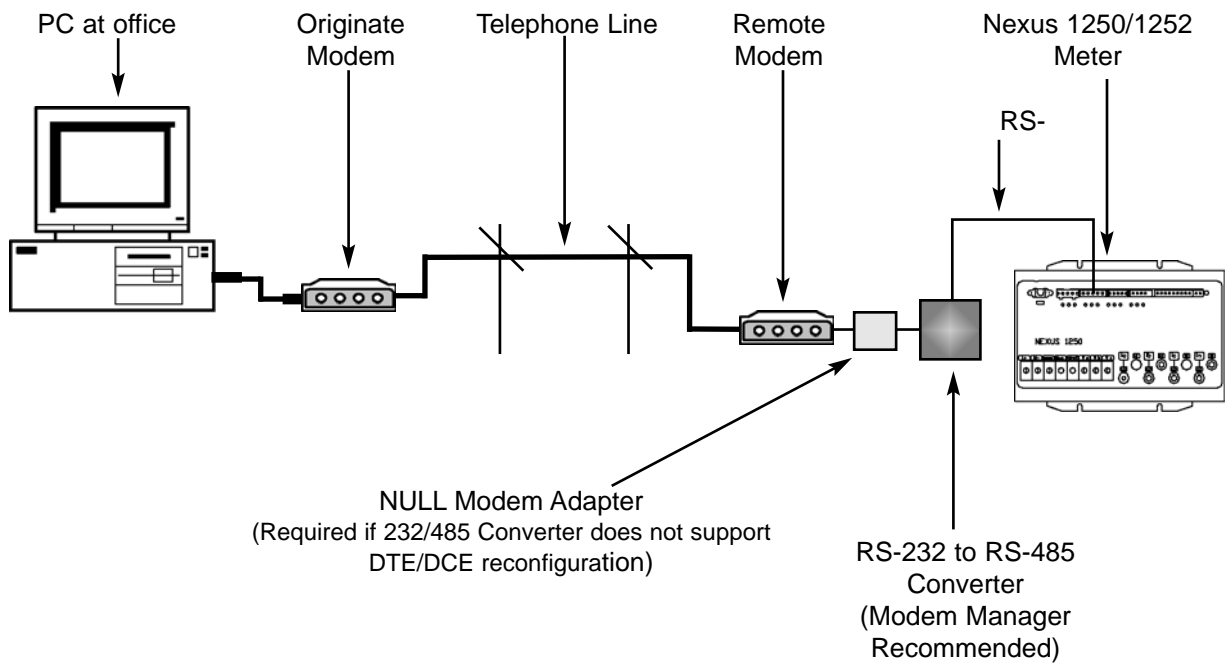 PC at office
Originate
Modem
Telephone Line
Remote
Modem
Nexus 1250/1252
Meter
RS-
NEXUS 1250
NULL Modem Adapter
(Required if 232/485 Converter does not support
DTE/DCE reconfiguration)
RS-232 to RS-485
Converter
(Modem Manager
Recommended)